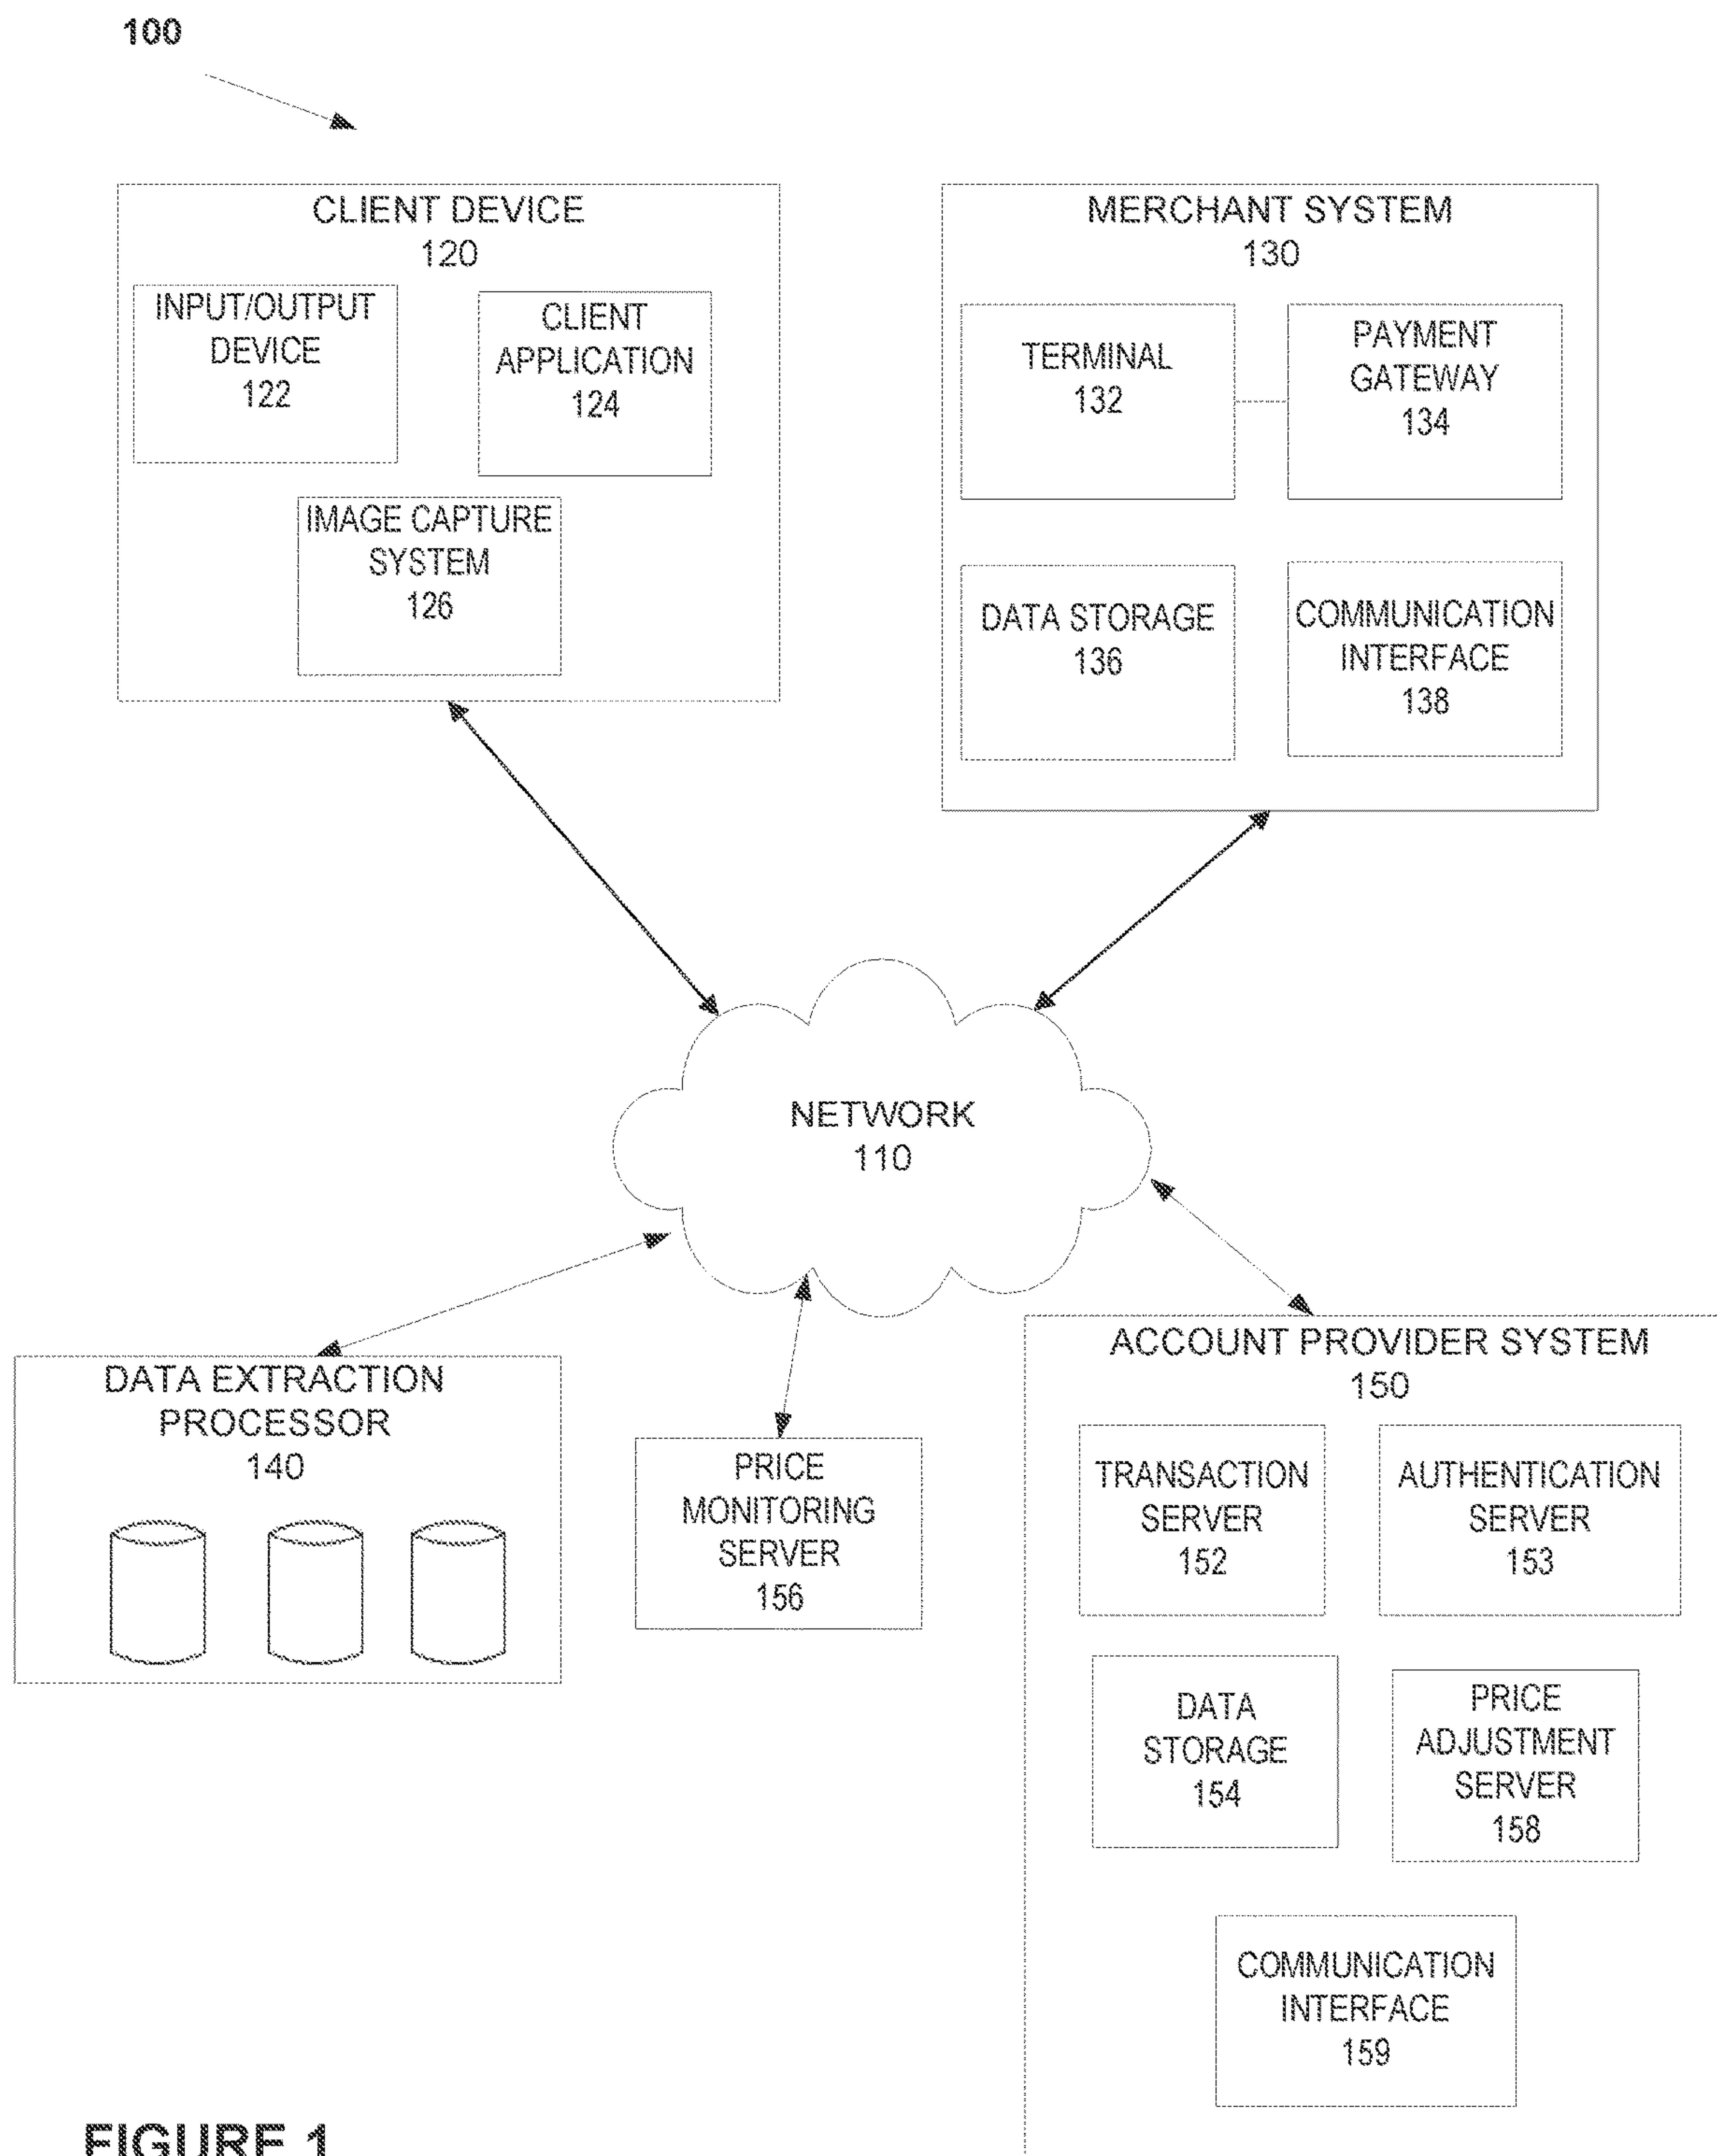 100
CLIENT DEVICE
120
INPUT/OUTPUT
DEVICE
122
CLIENT
APPLICATION
124
IMAGE CAPTURE
SYSTEM
126
MERCHANT SYSTEM
130
TERMINAL
132
PAYMENT
GATEWAY
134
DATA STORAGE
136
COMMUNICATION
INTERFACE
138
NETWORK
110
DATA EXTRACTION
PROCESSOR
140
PRICE
MONITORING
SERVER
156
ACCOUNT PROVIDER SYSTEM
150
TRANSACTION
SERVER
152
AUTHENTICATION
SERVER
153
DATA
STORAGE
154
PRICE
ADJUSTMENT
SERVER
158
COMMUNICATION
INTERFACE
159
FIGURE 1